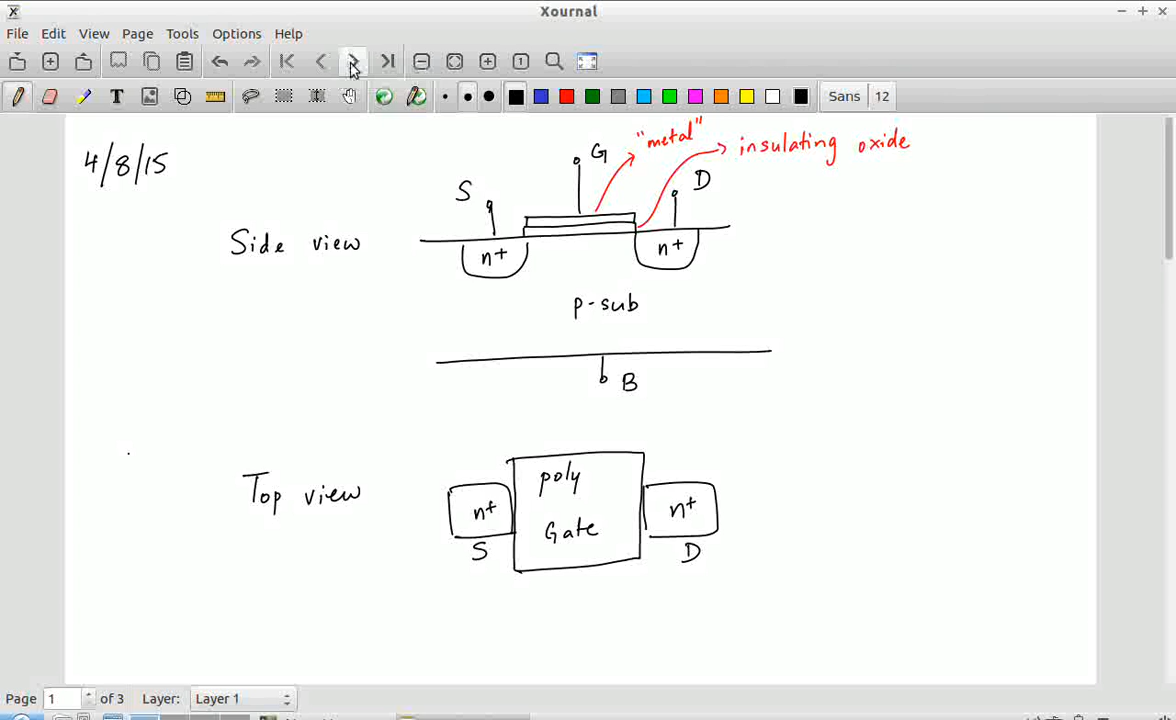 Xournal
File Edit View Page Tools Options Help
Sans 12
4/8/15
"metal"
insulating oxide
G
S
D
Side view
n+
n+
p-sub
B
Top view
poly
Gate
n+
n+
S
D
Page 1 of 3 Layer: Layer 1